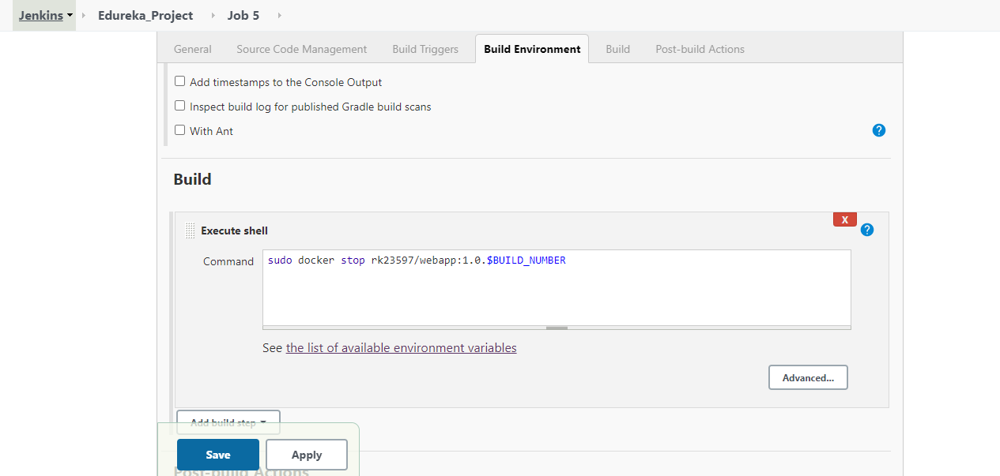 Jenkins Edureka_Project Job 5
General Source Code Management Build Triggers Build Environment Build Post-build Actions
Add timestamps to the Console Output
Inspect build log for published Gradle build scans
With Ant ?
Build
X
Execute shell ?
Command sudo docker stop rk23597/webapp:1.0.$BUILD_NUMBER
See the list of available environment variables
Advanced...
Add build step
Save Apply
Post-build Actions